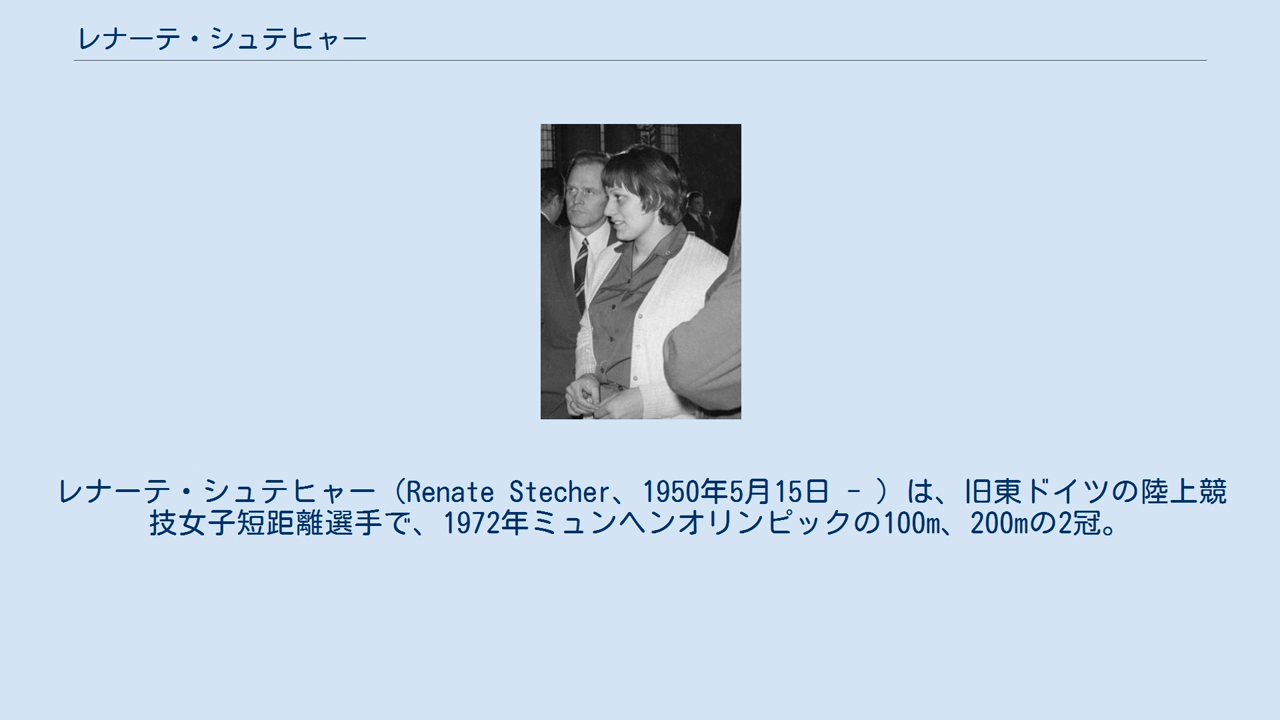 レナーテ・シュテヒャー
レナーテ・シュテヒャー（Renate Stecher、1950年5月15日 - ）は、旧東ドイツの陸上競
技女子短距離選手で、1972年ミュンヘンオリンピックの100m、200mの2冠。